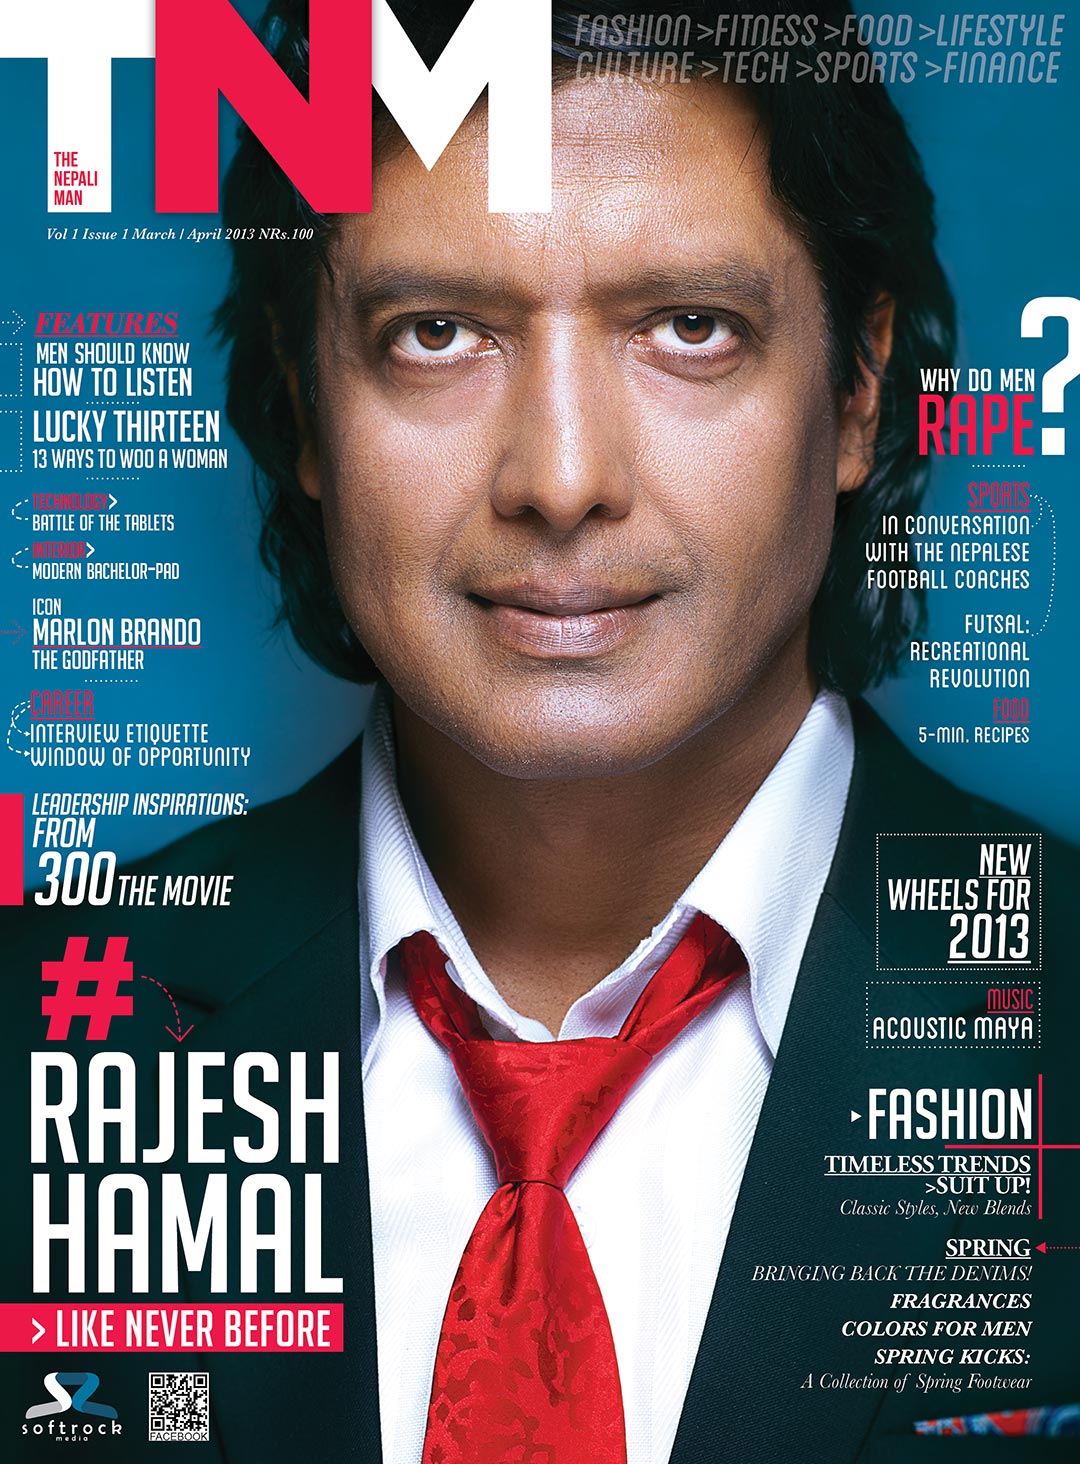 TNM
THE
NEPALI
MAN
FASHION >FITNESS >FOOD >LIFESTYLE
CULTURE >TECH >SPORTS >FINANCE
Vol 1 Issue 1 March / April 2013 NRs.100
FEATURES
MEN SHOULD KNOW
HOW TO LISTEN
LUCKY THIRTEEN
13 WAYS TO WOO A WOMAN
TECHNOLOGY>
BATTLE OF THE TABLETS
INTERIOR>
MODERN BACHELOR-PAD
ICON
MARLON BRANDO
THE GODFATHER
CAREER
INTERVIEW ETIQUETTE
WINDOW OF OPPORTUNITY
LEADERSHIP INSPIRATIONS:
FROM
300 THE MOVIE
#
RAJESH
HAMAL
> LIKE NEVER BEFORE
softrock
media
FACEBOOK
WHY DO MEN
RAPE?
SPORTS
IN CONVERSATION
WITH THE NEPALESE
FOOTBALL COACHES
FUTSAL:
RECREATIONAL
REVOLUTION
FOOD
5-MIN. RECIPES
NEW
WHEELS FOR
2013
MUSIC
ACOUSTIC MAYA
FASHION
TIMELESS TRENDS
>SUIT UP!
Classic Styles, New Blends
SPRING
BRINGING BACK THE DENIMS!
FRAGRANCES
COLORS FOR MEN
SPRING KICKS:
A Collection of Spring Footwear